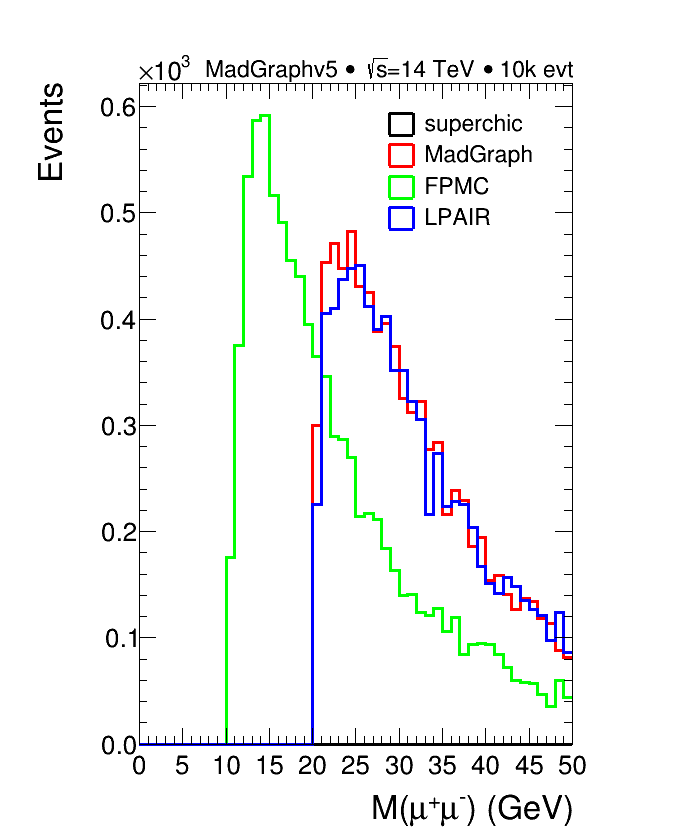 ×10³ MadGraphv5 • √s=14 TeV • 10k evt
Events
superchic
MadGraph
FPMC
LPAIR
0.6
0.5
0.4
0.3
0.2
0.1
0.0
0 5 10 15 20 25 30 35 40 45 50
M(μ⁺μ⁻) (GeV)